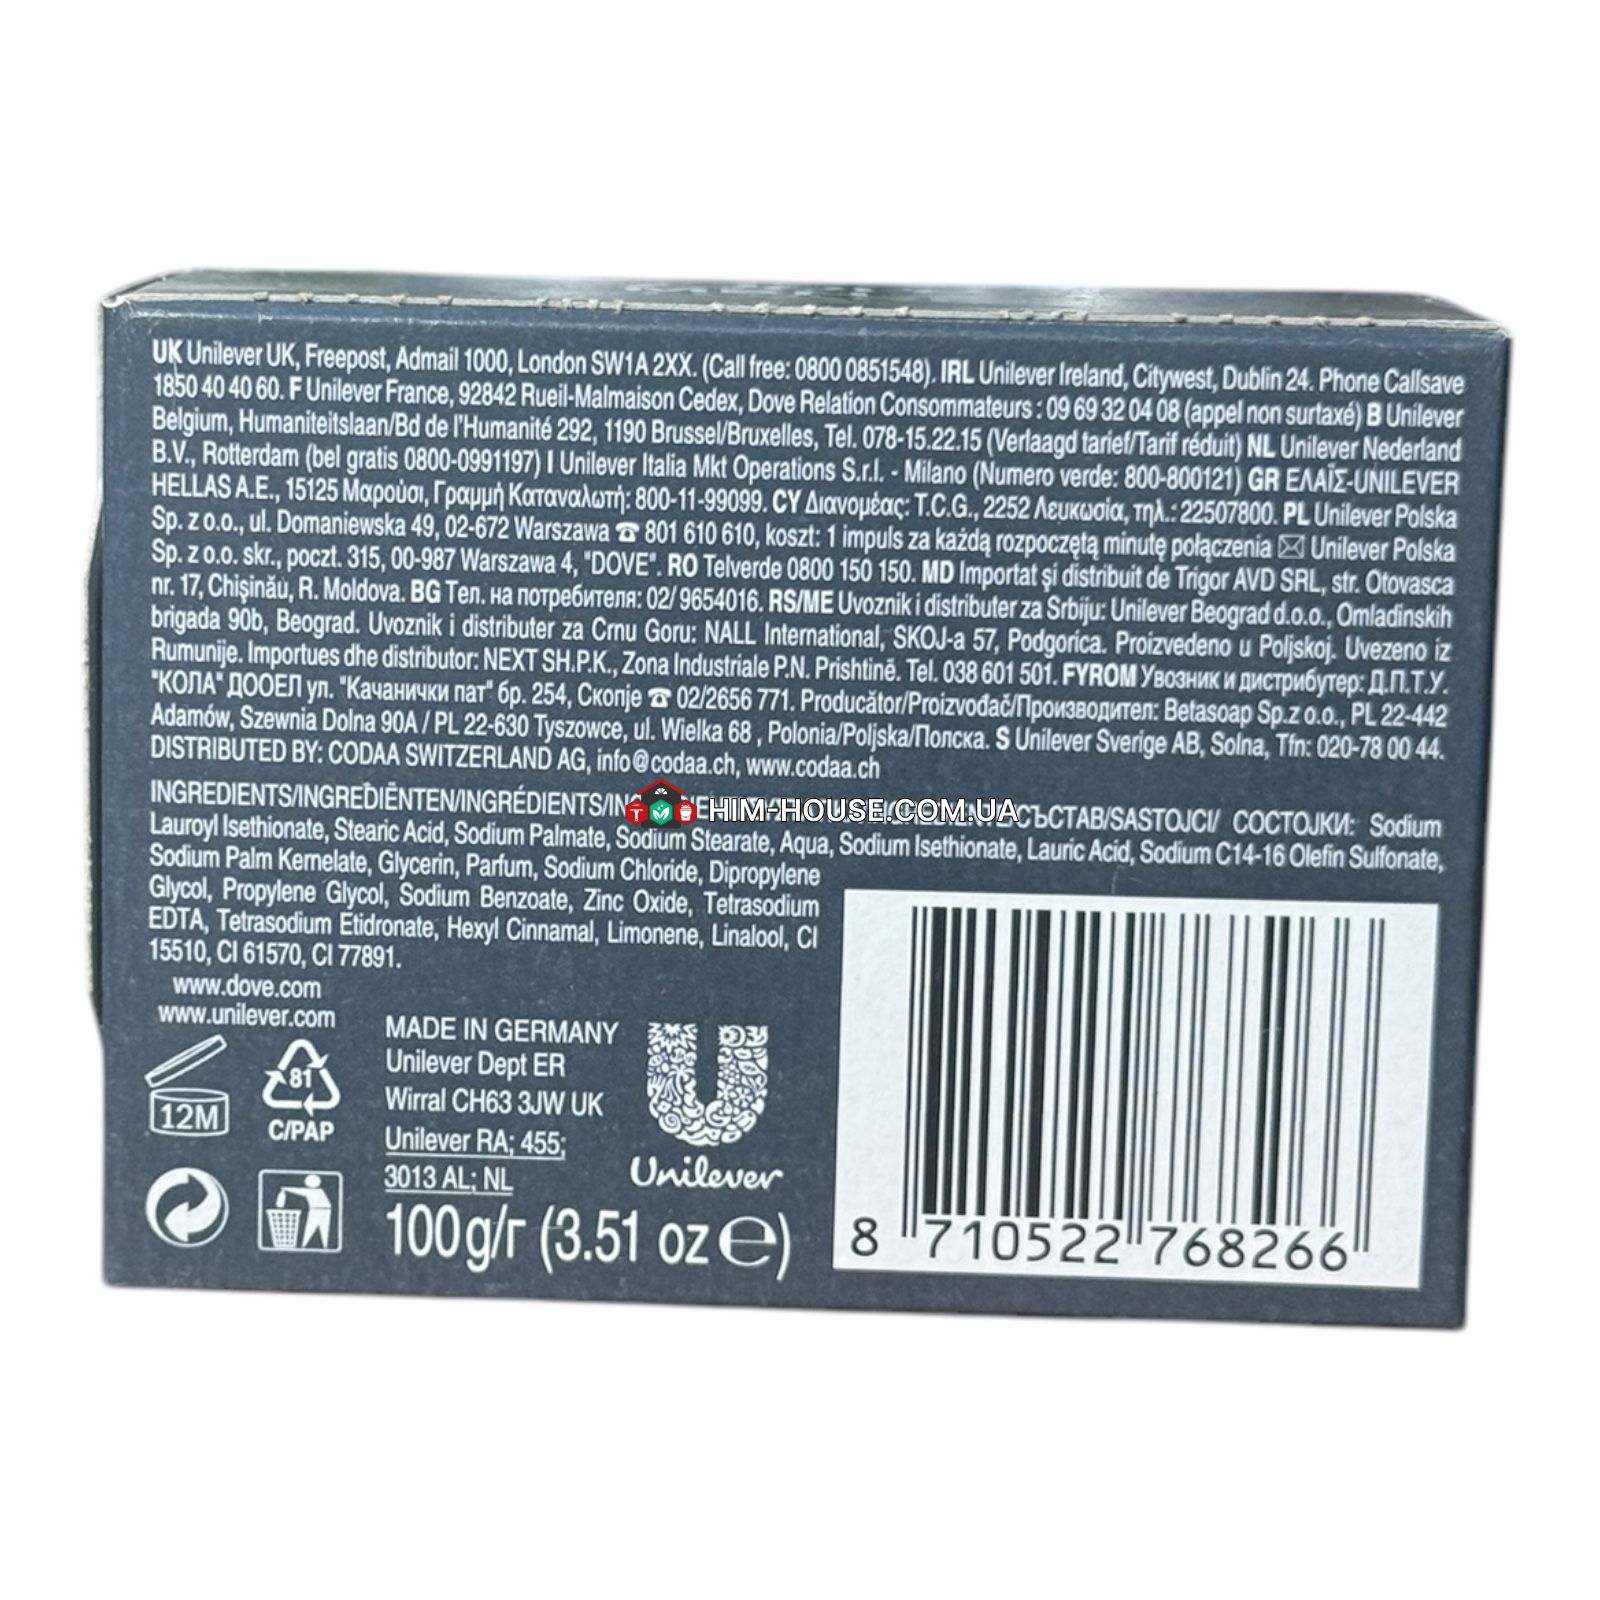 UK Unilever UK, Freepost, Admail 1000, London SW1A 2XX. (Call free: 0800 0851548). IRL Unilever Ireland, Citywest, Dublin 24. Phone Callsave
1850 40 40 60. F Unilever France, 92842 Rueil-Malmaison Cedex, Dove Relation Consommateurs : 09 69 32 04 08 (appel non surtaxé) B Unilever
Belgium, Humaniteitslaan/Bd de l'Humanité 292, 1190 Brussel/Bruxelles, Tel. 078-15.22.15 (Verlaagd tarief/Tarif réduit) NL Unilever Nederland
B.V., Rotterdam (bel gratis 0800-0991197) I Unilever Italia Mkt Operations S.r.l. - Milano (Numero verde: 800-800121) GR ΕΛΑΪΣ-UNILEVER
HELLAS A.E., 15125 Μαρούσι, Γραμμή Καταναλωτή: 800-11-99099. CY Διανομέας: T.C.G., 2252 Λευκωσία, τηλ.: 22507800. PL Unilever Polska
Sp. z o.o., ul. Domaniewska 49, 02-672 Warszawa ☎ 801 610 610, koszt: 1 impuls za każdą rozpoczętą minutę połączenia ✉ Unilever Polska
Sp. z o.o. skr., poczt. 315, 00-987 Warszawa 4, "DOVE". RO Telverde 0800 150 150. MD Importat şi distribuit de Trigor AVD SRL, str. Otovasca
nr. 17, Chişinău, R. Moldova. BG Тел. на потребителя: 02/ 9654016. RS/ME Uvoznik i distributer za Srbiju: Unilever Beograd d.o.o., Omladinskih
brigada 90b, Beograd. Uvoznik i distributer za Crnu Goru: NALL International, SKOJ-a 57, Podgorica. Proizvedeno u Poljskoj. Uvezeno iz
Rumunije. Importues dhe distributor: NEXT SH.P.K., Zona Industriale P.N. Prishtinë. Tel. 038 601 501. FYROM Увозник и дистрибутер: Д.П.Т.У.
"КОЛА" ДООЕЛ ул. "Качанички пат" бр. 254, Скопје ☎ 02/2656 771. Producător/Proizvođač/Производител: Betasoap Sp.z o.o., PL 22-442
Adamów, Szewnia Dolna 90A / PL 22-630 Tyszowce, ul. Wielka 68 , Polonia/Poljska/Полска. S Unilever Sverige AB, Solna, Tfn: 020-78 00 44.
DISTRIBUTED BY: CODAA SWITZERLAND AG, info@codaa.ch, www.codaa.ch
INGREDIENTS/INGREDIËNTEN/INGRÉDIENTS/ HIM-HOUSE.COM.UA СЪСТАВ/SASTOJCI/ СОСТОЈКИ: Sodium
Lauroyl Isethionate, Stearic Acid, Sodium Palmate, Sodium Stearate, Aqua, Sodium Isethionate, Lauric Acid, Sodium C14-16 Olefin Sulfonate,
Sodium Palm Kernelate, Glycerin, Parfum, Sodium Chloride, Dipropylene
Glycol, Propylene Glycol, Sodium Benzoate, Zinc Oxide, Tetrasodium
EDTA, Tetrasodium Etidronate, Hexyl Cinnamal, Limonene, Linalool, CI
15510, CI 61570, CI 77891.
www.dove.com
www.unilever.com
12M
81
C/PAP
MADE IN GERMANY
Unilever Dept ER
Wirral CH63 3JW UK
Unilever RA; 455;
3013 AL; NL
100g/г (3.51 oz ℮)
Unilever
8 710522 768266